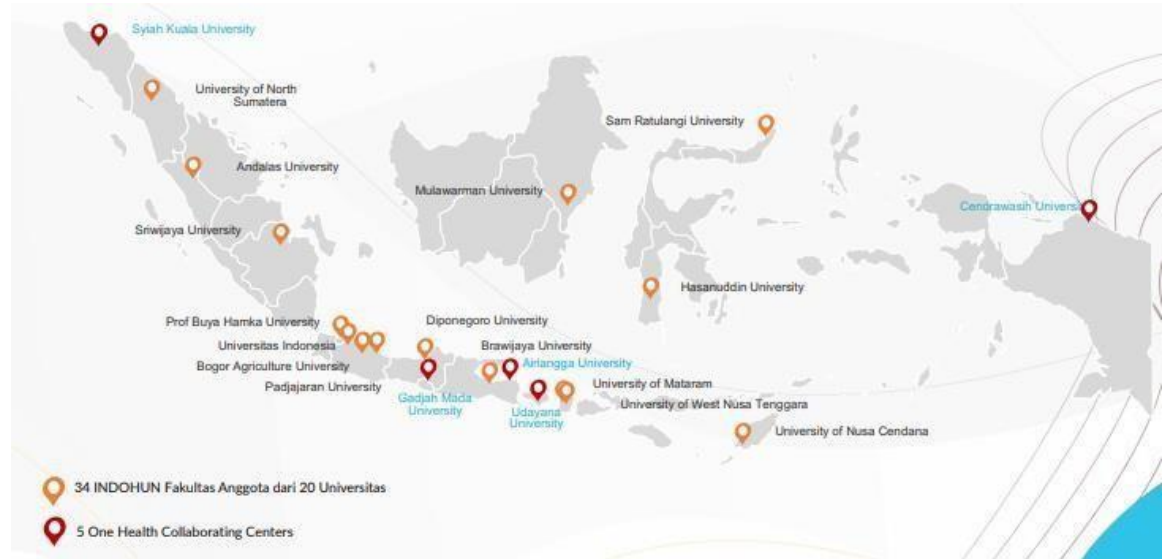 Syiah Kuala University
University of North
Sumatera
Sam Ratulangi University
Andalas University
Mulawarman University
Cendrawasih Universi
Sriwijaya University
Hasanuddin University
Prof Buya Hamka University
Diponegoro University
Universitas Indonesia
Brawijaya University
Bogor Agriculture University
Airlangga University
Padjajaran University
University of Mataram
Gadjah Mada
University
Udayana
University
University of West Nusa Tenggara
University of Nusa Cendana
34 INDOHUN Fakultas Anggota dari 20 Universitas
5 One Health Collaborating Centers